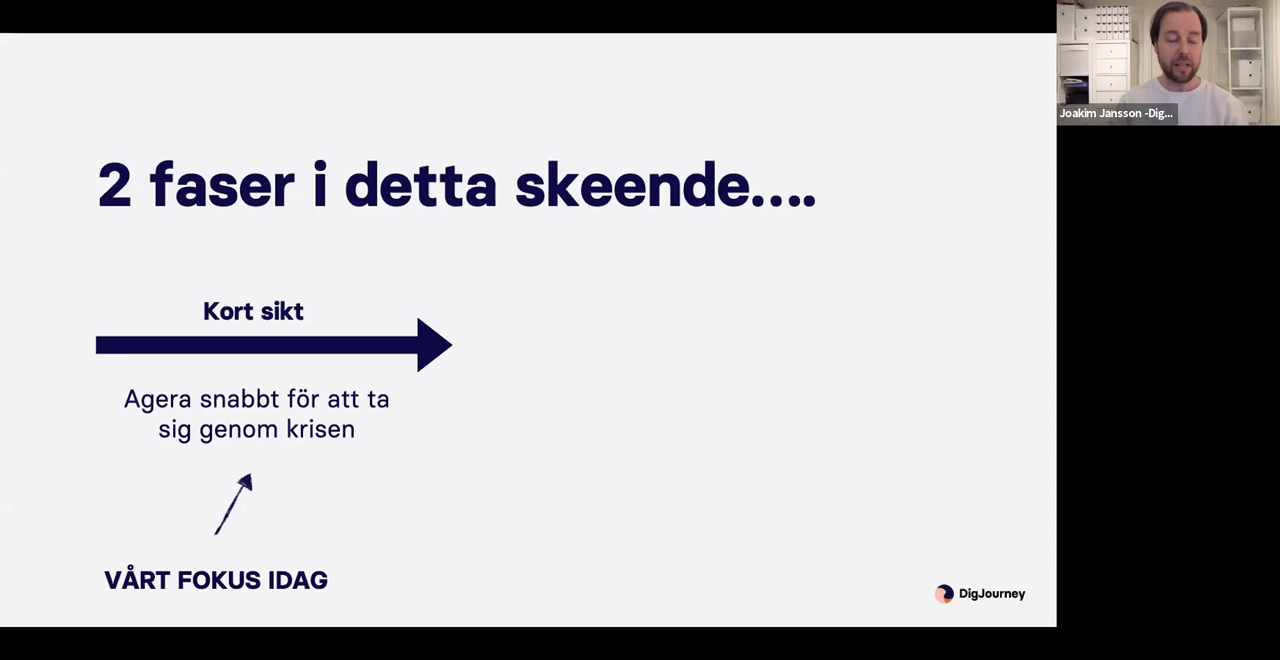 2 faser i detta skeende....
Kort sikt
Agera snabbt för att ta
sig genom krisen
VÅRT FOKUS IDAG
DigJourney
Joakim Jansson -Dig...